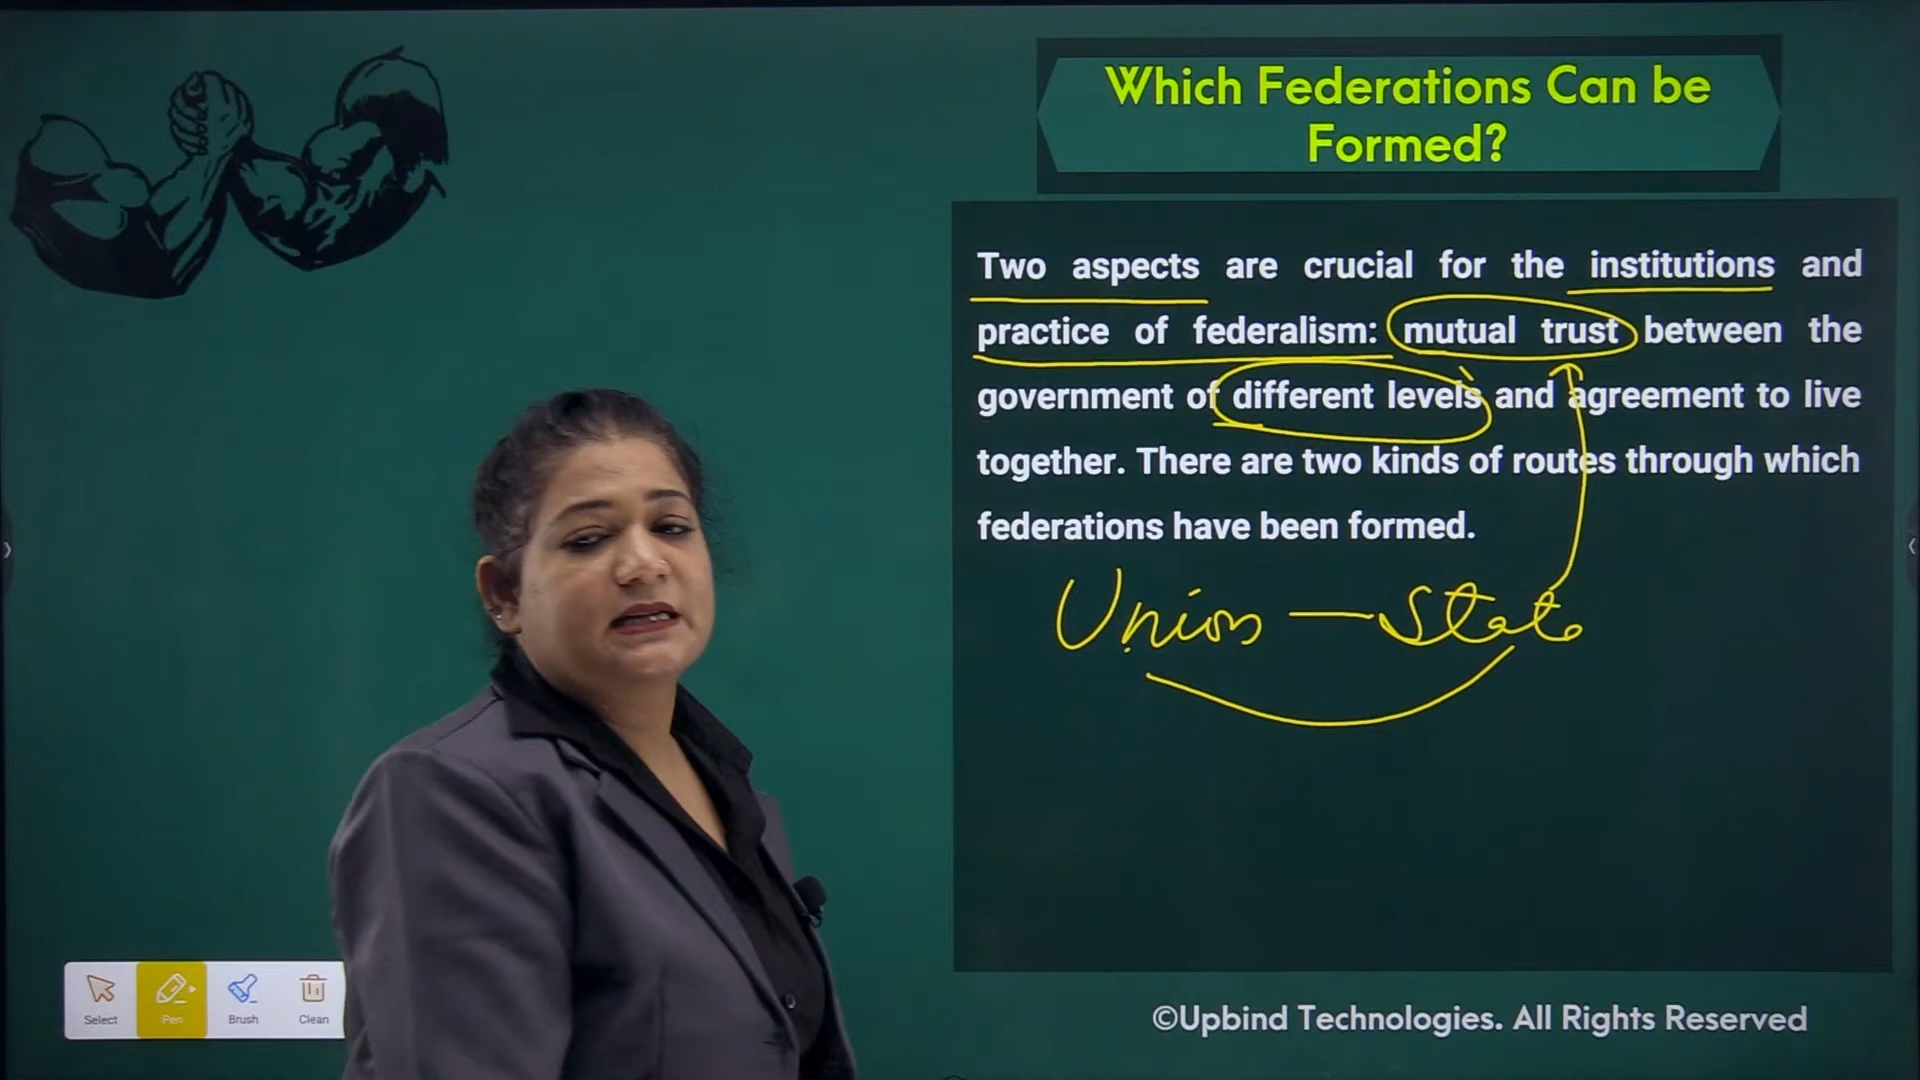 Which Federations Can be
Formed?
Two aspects are crucial for the institutions and
practice of federalism: mutual trust between the
government of different levels and agreement to live
together. There are two kinds of routes through which
federations have been formed.
Union — State
Select
Pen
Brush
Clean
©Upbind Technologies. All Rights Reserved